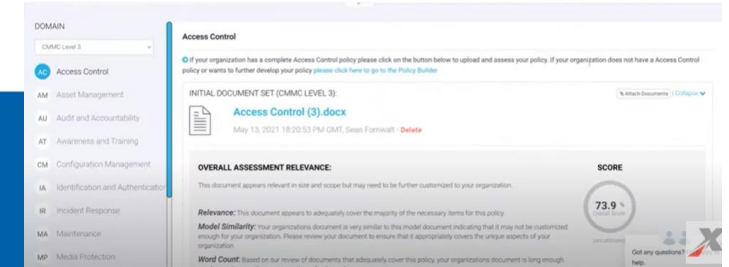 DOMAIN
CMMC Level 3
AC Access Control
AM Asset Management
AU Audit and Accountability
AT Awareness and Training
CM Configuration Management
IA Identification and Authentication
IR Incident Response
MA Maintenance
MP Media Protection
Access Control
If your organization has a complete Access Control policy please click on the button below to upload and assess your policy. If your organization does not have a Access Control
policy or wants to further develop your policy please click here to go to the Policy Builder
INITIAL DOCUMENT SET (CMMC LEVEL 3):
Attach Documents | Collapse
Access Control (3).docx
May 13, 2021 18:20:53 PM GMT, Sean Fornwalt - Delete
OVERALL ASSESSMENT RELEVANCE:
This document appears relevant in size and scope but may need to be further customized to your organization.
Relevance: This document appears to adequately cover the majority of the necessary items for this policy.
Model Similarity: Your organizations document is very similar to this model document indicating that it may not be customized
enough for your organization. Please review your document to ensure that it appropriately covers the unique aspects of your
organization.
Word Count: Based on our review of documents that adequately cover this policy, your organizations document is long enough
SCORE
73.9 %
Overall Score
Got any questions?
help.
X